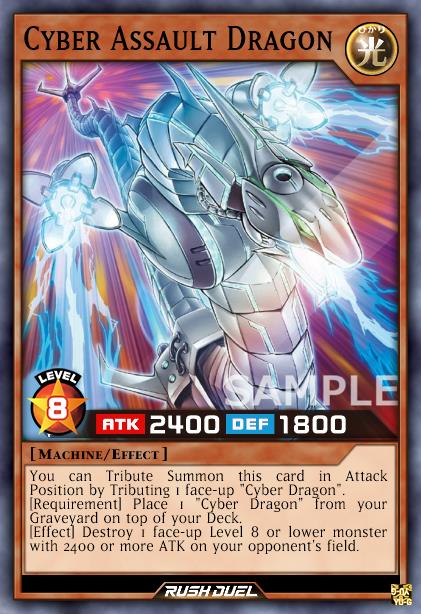 CYBER ASSAULT DRAGON
ひかり
光
SAMPLE
LEVEL
8
ATK 2400 DEF 1800
[MACHINE/EFFECT]
You can Tribute Summon this card in Attack
Position by Tributing 1 face-up "Cyber Dragon".
[Requirement] Place 1 "Cyber Dragon" from your
Graveyard on top of your Deck.
[Effect] Destroy 1 face-up Level 8 or lower monster
with 2400 or more ATK on your opponent's field.
RUSH DUEL